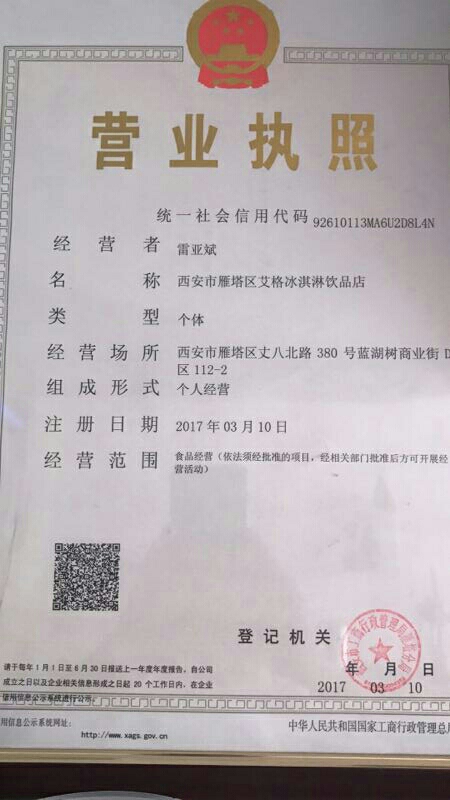 营业执照
统一社会信用代码 92610113MA6U2D8L4N
经营者 雷亚斌
名称 西安市雁塔区艾格冰淇淋饮品店
类型 个体
经营场所 西安市雁塔区丈八北路 380 号蓝湖树商业街 D
区 112-2
组成形式 个人经营
注册日期 2017 年 03 月 10 日
经营范围 食品经营（依法须经批准的项目，经相关部门批准后方可开展经
营活动）
登记机关
年 月 日
2017 03 10
请于每年 1 月 1 日至 6 月 30 日报送上一年度年度报告，自公司
成立之日以及企业相关信息形成之日起 20 个工作日内，在企业
信用信息公示系统进行公示。
用信息公示系统网址：
http://www.xags.gov.cn
中华人民共和国国家工商行政管理总局